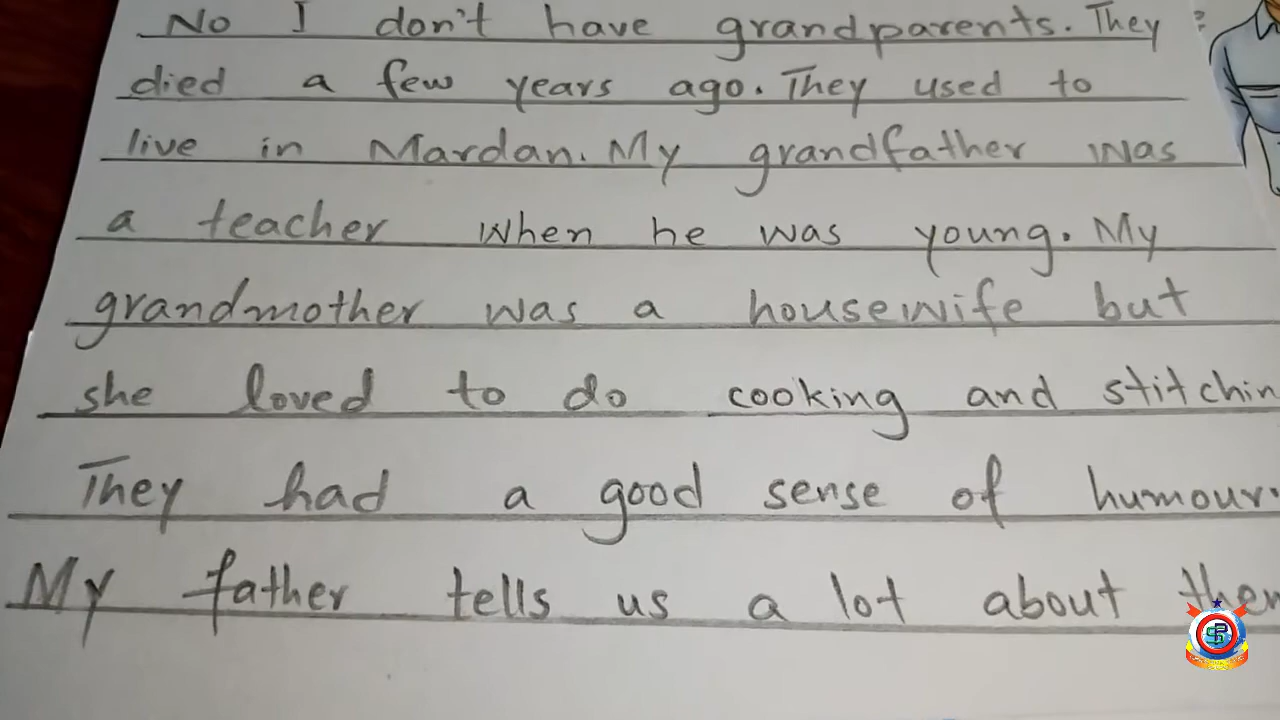 No I don't have grandparents. They
died a few years ago. They used to
live in Mardan. My grandfather was
a teacher when he was young. My
grandmother was a housewife but
she loved to do cooking and stitchin
They had a good sense of humour.
My father tells us a lot about them